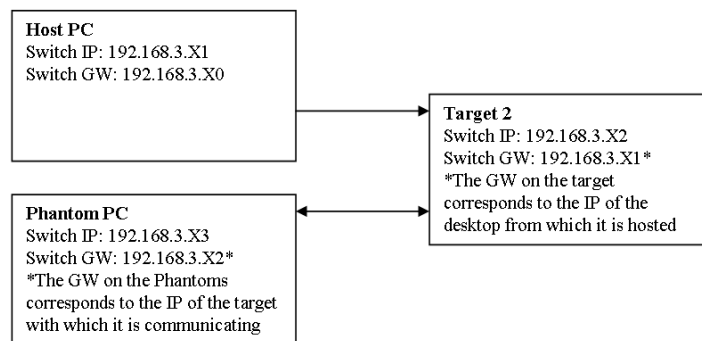 Host PC
Switch IP: 192.168.3.X1
Switch GW: 192.168.3.X0
Target 2
Switch IP: 192.168.3.X2
Switch GW: 192.168.3.X1*
*The GW on the target
corresponds to the IP of the
desktop from which it is hosted
Phantom PC
Switch IP: 192.168.3.X3
Switch GW: 192.168.3.X2*
*The GW on the Phantoms
corresponds to the IP of the target
with which it is communicating